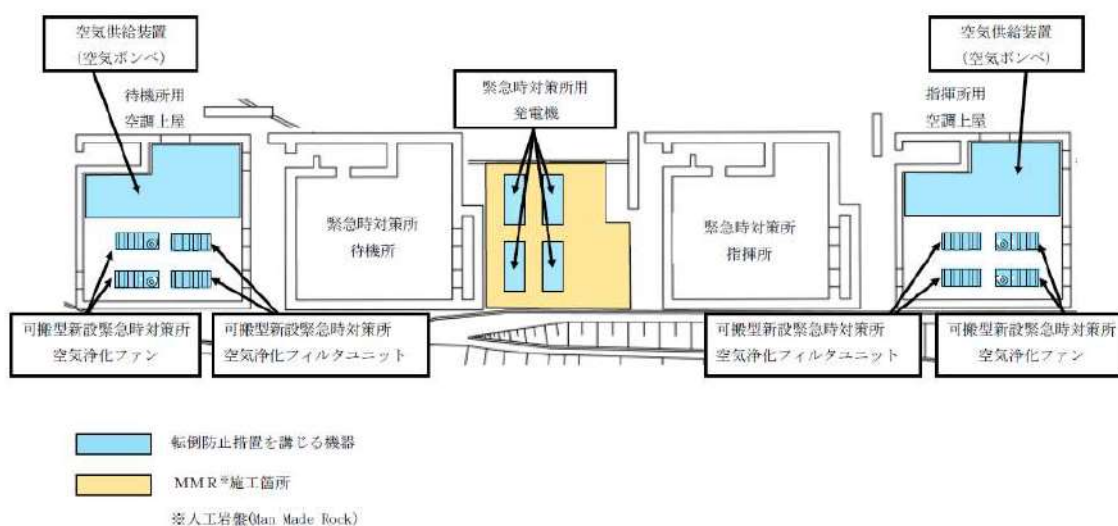 空気供給装置
(空気ボンベ)
空気供給装置
(空気ボンベ)
緊急時対策所用
発電機
待機所用
空調上屋
指揮所用
空調上屋
緊急時対策所
待機所
緊急時対策所
指揮所
可搬型新設緊急時対策所
空気浄化ファン
可搬型新設緊急時対策所
空気浄化フィルタユニット
可搬型新設緊急時対策所
空気浄化フィルタユニット
可搬型新設緊急時対策所
空気浄化ファン
転倒防止措置を講じる機器
MMR※施工箇所
※人工岩盤(Man Made Rock)